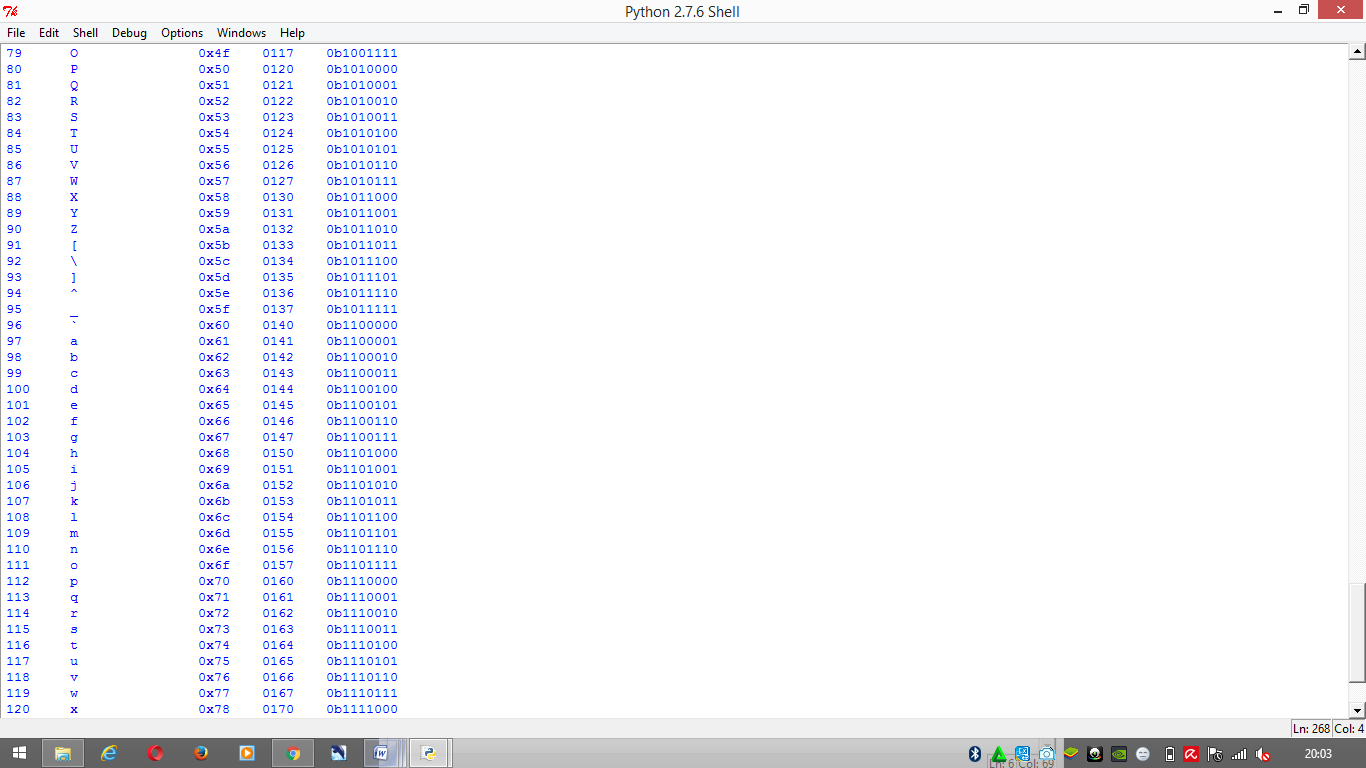 Python 2.7.6 Shell
File Edit Shell Debug Options Windows Help
79 O 0x4f 0117 0b1001111
80 P 0x50 0120 0b1010000
81 Q 0x51 0121 0b1010001
82 R 0x52 0122 0b1010010
83 S 0x53 0123 0b1010011
84 T 0x54 0124 0b1010100
85 U 0x55 0125 0b1010101
86 V 0x56 0126 0b1010110
87 W 0x57 0127 0b1010111
88 X 0x58 0130 0b1011000
89 Y 0x59 0131 0b1011001
90 Z 0x5a 0132 0b1011010
91 [ 0x5b 0133 0b1011011
92 \ 0x5c 0134 0b1011100
93 ] 0x5d 0135 0b1011101
94 ^ 0x5e 0136 0b1011110
95 _ 0x5f 0137 0b1011111
96 ` 0x60 0140 0b1100000
97 a 0x61 0141 0b1100001
98 b 0x62 0142 0b1100010
99 c 0x63 0143 0b1100011
100 d 0x64 0144 0b1100100
101 e 0x65 0145 0b1100101
102 f 0x66 0146 0b1100110
103 g 0x67 0147 0b1100111
104 h 0x68 0150 0b1101000
105 i 0x69 0151 0b1101001
106 j 0x6a 0152 0b1101010
107 k 0x6b 0153 0b1101011
108 l 0x6c 0154 0b1101100
109 m 0x6d 0155 0b1101101
110 n 0x6e 0156 0b1101110
111 o 0x6f 0157 0b1101111
112 p 0x70 0160 0b1110000
113 q 0x71 0161 0b1110001
114 r 0x72 0162 0b1110010
115 s 0x73 0163 0b1110011
116 t 0x74 0164 0b1110100
117 u 0x75 0165 0b1110101
118 v 0x76 0166 0b1110110
119 w 0x77 0167 0b1110111
120 x 0x78 0170 0b1111000
Ln: 268 Col: 4
Ln: 6 Col: 69
20:03